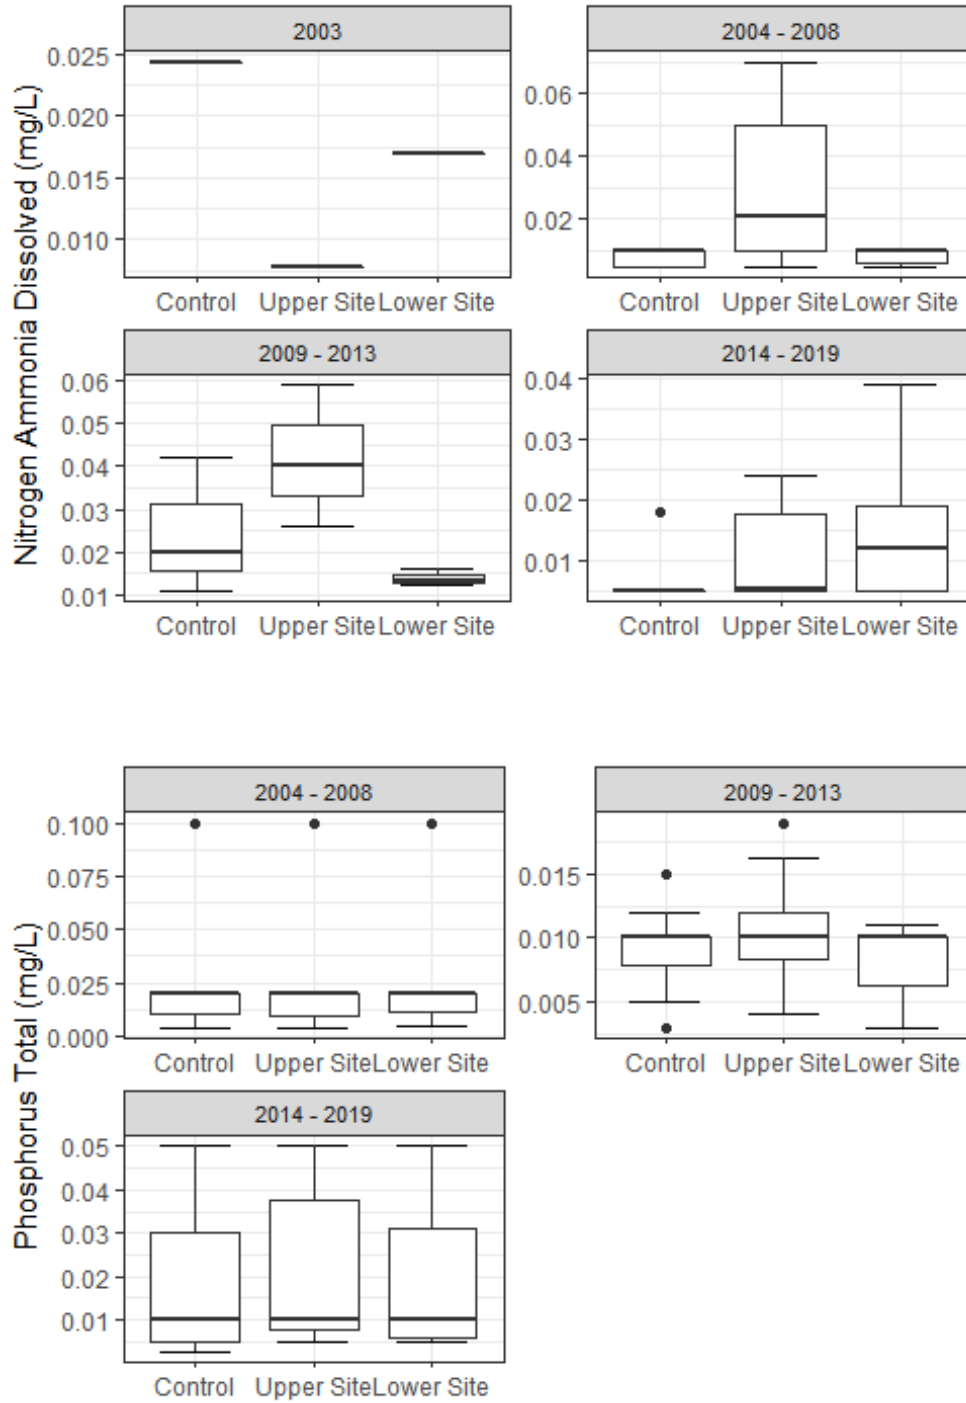 Nitrogen Ammonia Dissolved (mg/L)
2003
0.025
0.020
0.015
0.010
Control Upper Site Lower Site
2004 - 2008
0.06
0.04
0.02
Control Upper Site Lower Site
2009 - 2013
0.06
0.05
0.04
0.03
0.02
0.01
Control Upper Site Lower Site
2014 - 2019
0.04
0.03
0.02
0.01
Control Upper Site Lower Site
Phosphorus Total (mg/L)
2004 - 2008
0.100
0.075
0.050
0.025
0.000
Control Upper Site Lower Site
2009 - 2013
0.015
0.010
0.005
Control Upper Site Lower Site
2014 - 2019
0.05
0.04
0.03
0.02
0.01
Control Upper Site Lower Site